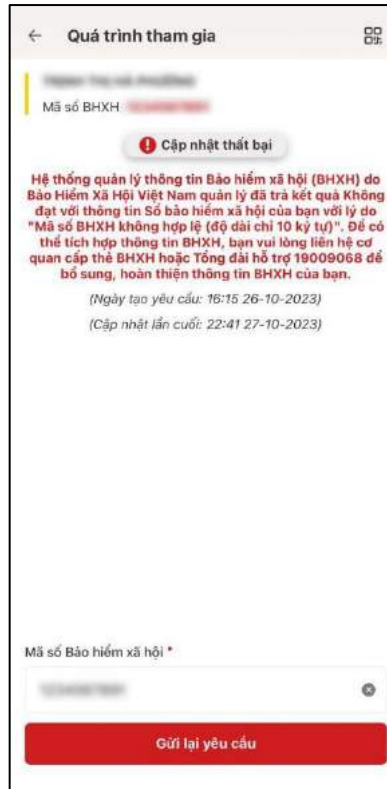 Quá trình tham gia
Mã số BHXH
Cập nhật thất bại
Hệ thống quản lý thông tin Bảo hiểm xã hội (BHXH) do
Bảo Hiểm Xã Hội Việt Nam quản lý đã trả kết quả Không
đạt với thông tin Sổ bảo hiểm xã hội của bạn với lý do
"Mã số BHXH không hợp lệ (độ dài chỉ 10 ký tự)". Để có
thể tích hợp thông tin BHXH, bạn vui lòng liên hệ cơ
quan cấp thẻ BHXH hoặc Tổng đài hỗ trợ 19009068 để
bổ sung, hoàn thiện thông tin BHXH của bạn.
(Ngày tạo yêu cầu: 16:15 26-10-2023)
(Cập nhật lần cuối: 22:41 27-10-2023)
Mã số Bảo hiểm xã hội *
Gửi lại yêu cầu